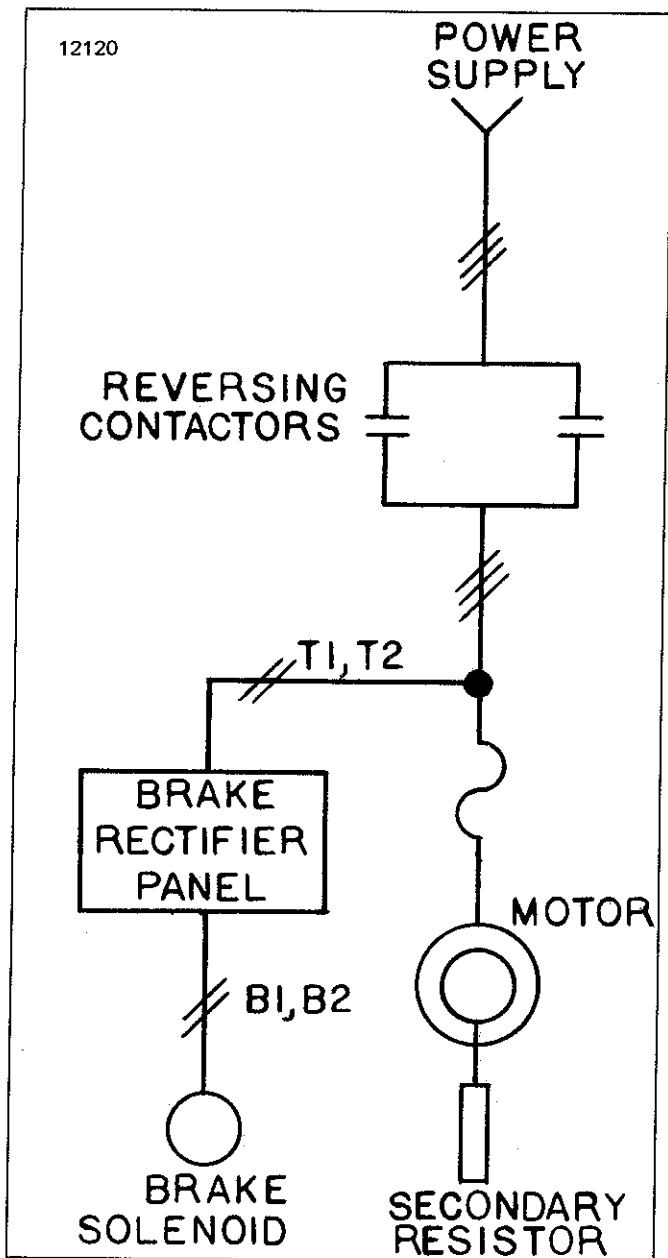 12120
POWER
SUPPLY
REVERSING
CONTACTORS
T1, T2
BRAKE
RECTIFIER
PANEL
MOTOR
B1, B2
BRAKE
SOLENOID
SECONDARY
RESISTOR